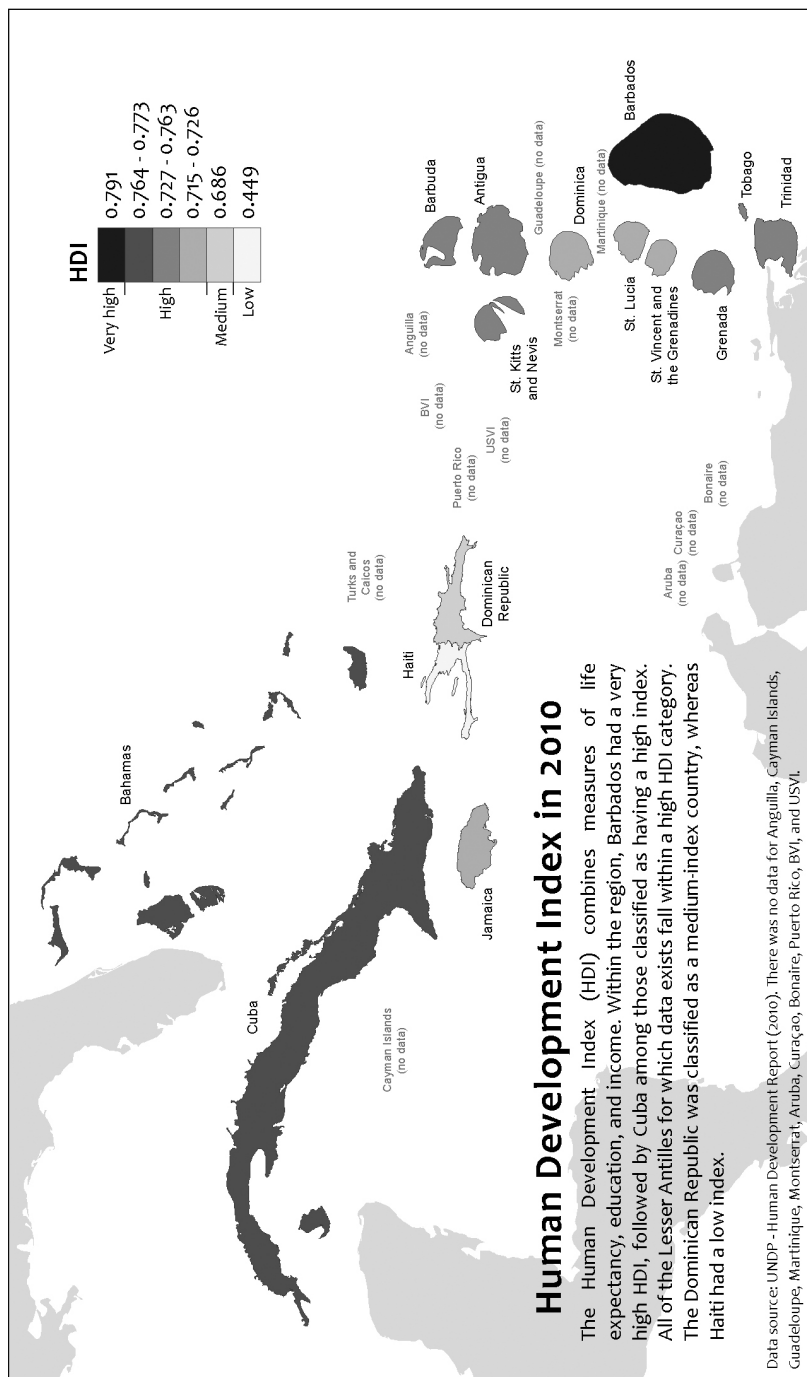 HDI
Very high
High
Medium
Low
0.791
0.764 - 0.773
0.727 - 0.763
0.715 - 0.726
0.686
0.449
Bahamas
Cuba
Cayman Islands
(no data)
Jamaica
Turks and
Caicos
(no data)
Haiti
Dominican
Republic
Puerto Rico
(no data)
BVI
(no data)
USVI
(no data)
Anguilla
(no data)
St. Kitts
and Nevis
Barbuda
Antigua
Guadeloupe (no data)
Montserrat
(no data)
Dominica
Martinique (no data)
St. Lucia
St. Vincent and
the Grenadines
Barbados
Grenada
Tobago
Trinidad
Aruba
(no data)
Curaçao
(no data)
Bonaire
(no data)
Human Development Index in 2010
The Human Development Index (HDI) combines measures of life
expectancy, education, and income. Within the region, Barbados had a very
high HDI, followed by Cuba among those classified as having a high index.
All of the Lesser Antilles for which data exists fall within a high HDI category.
The Dominican Republic was classified as a medium-index country, whereas
Haiti had a low index.
Data source: UNDP - Human Development Report (2010). There was no data for Anguilla, Cayman Islands,
Guadeloupe, Martinique, Montserrat, Aruba, Curaçao, Bonaire, Puerto Rico, BVI, and USVI.